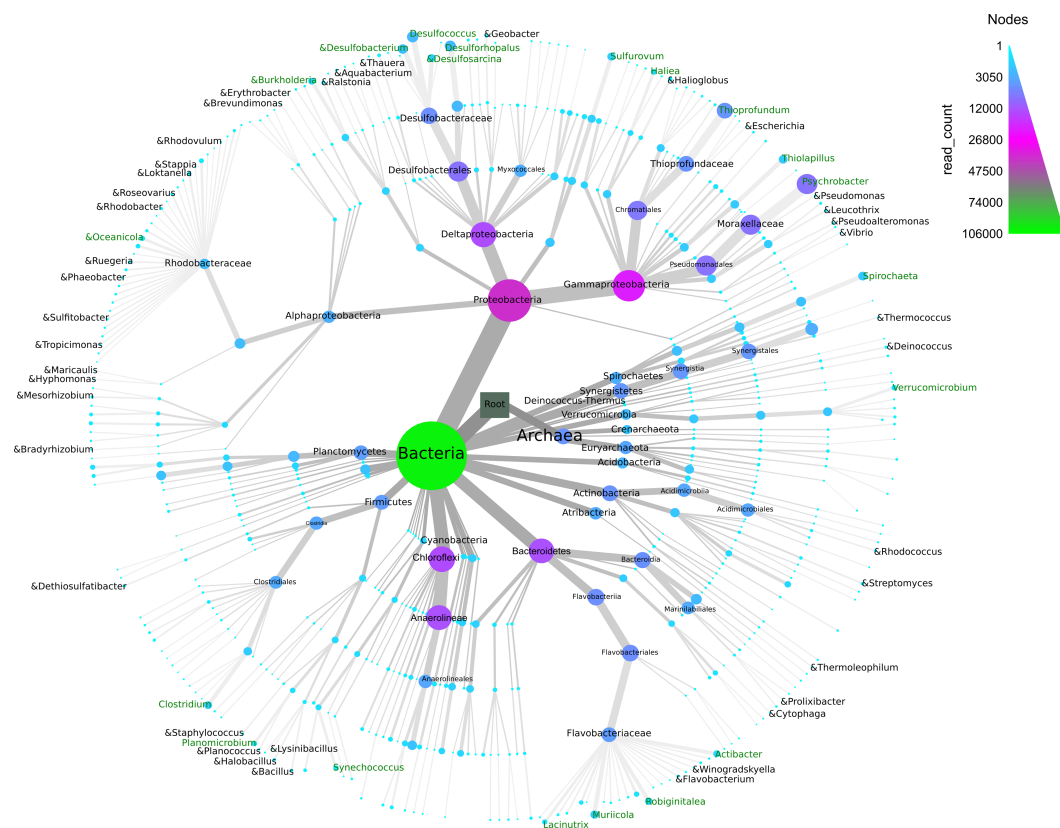 Nodes
1
3050
12000
26800
47500
74000
106000
read_count
Desulfococcus
&Geobacter
&Desulfobacterium
Desulforhopalus
&Desulfosarcina
&Thauera
&Aquabacterium
&Ralstonia
&Burkholderia
&Erythrobacter
&Brevundimonas
Sulfurovum
Haliea
&Halioglobus
Thioprofundum
&Escherichia
Desulfobacteraceae
&Rhodovulum
&Stappia
&Loktanella
&Roseovarius
&Rhodobacter
&Oceanicola
&Ruegeria
&Phaeobacter
&Sulfitobacter
&Tropicimonas
&Maricaulis
&Hyphomonas
&Mesorhizobium
&Bradyrhizobium
Desulfobacterales
Myxococcales
Thioprofundaceae
Thiolapillus
Psychrobacter
&Pseudomonas
&Leucothrix
&Pseudoalteromonas
&Vibrio
Chromatiales
Moraxellaceae
Deltaproteobacteria
Rhodobacteraceae
Pseudomonadales
Gammaproteobacteria
Spirochaeta
Proteobacteria
Alphaproteobacteria
&Thermococcus
&Deinococcus
Synergistales
Synergistia
Spirochaetes
Synergistetes
Verrucomicrobium
Deinococcus-Thermus
Root
Verrucomicrobia
Crenarchaeota
Archaea
Euryarchaeota
Bacteria
Planctomycetes
Acidobacteria
Actinobacteria
Acidimicrobiia
Acidimicrobiales
Firmicutes
Atribacteria
Clostridia
Cyanobacteria
Chloroflexi
Bacteroidetes
Bacteroidia
&Rhodococcus
&Streptomyces
&Dethiosulfatibacter
Clostridiales
Flavobacteriia
Marinilabiliales
Anaerolineae
Flavobacteriales
&Thermoleophilum
Anaerolineales
&Prolixibacter
&Cytophaga
Clostridium
&Staphylococcus
Planomicrobium
&Planococcus
&Lysinibacillus
&Halobacillus
&Bacillus
Synechococcus
Flavobacteriaceae
Actibacter
&Winogradskyella
&Flavobacterium
Robiginitalea
Muriicola
Lacinutrix